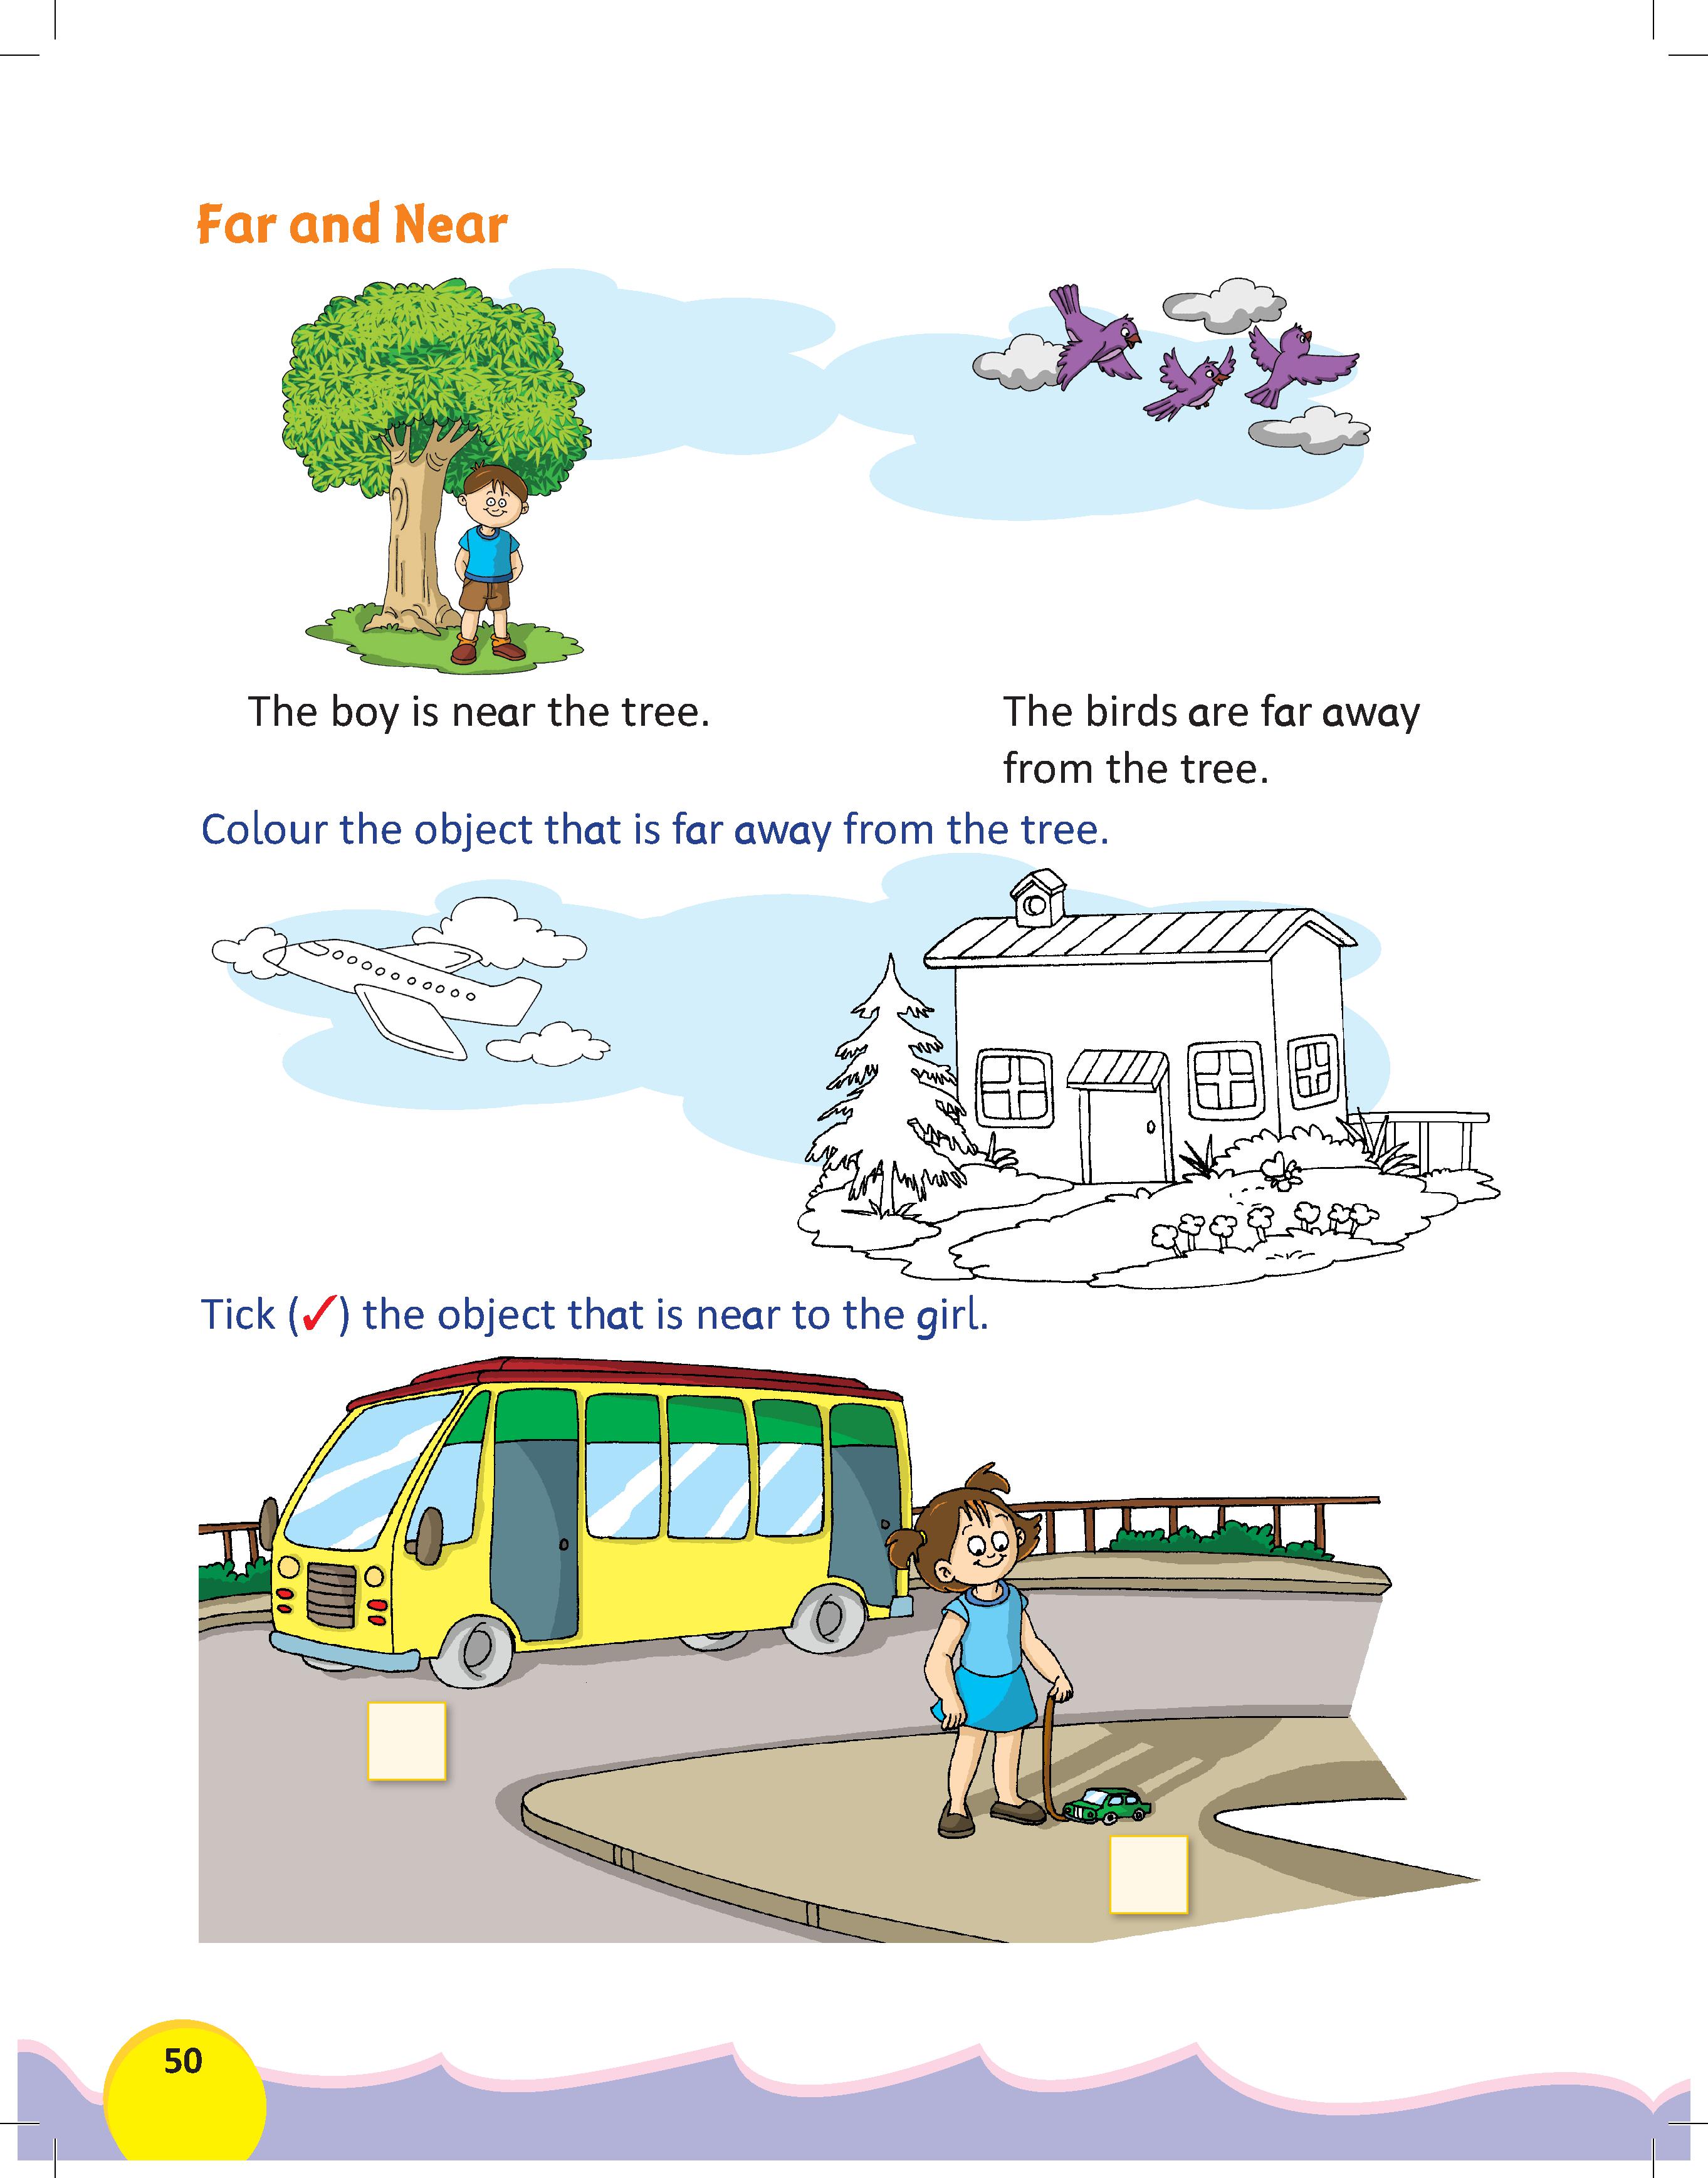 Far and Near
The boy is near the tree.
The birds are far away
from the tree.
Colour the object that is far away from the tree.
Tick (✓) the object that is near to the girl.
50